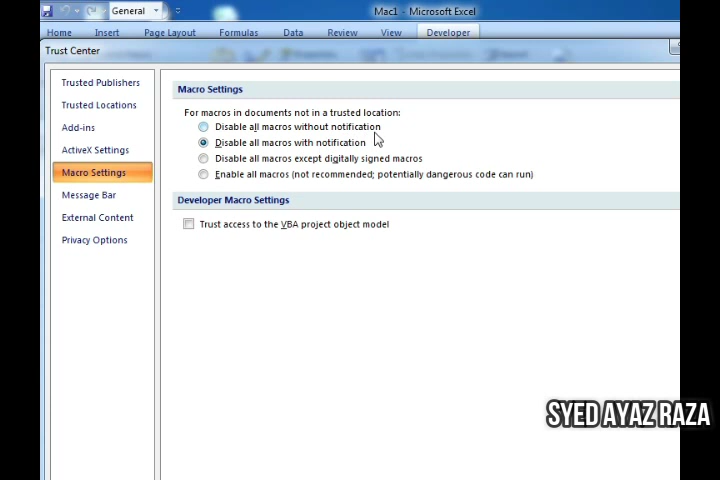 General
Mac1 - Microsoft Excel
Home Insert Page Layout Formulas Data Review View Developer
Trust Center
Trusted Publishers
Trusted Locations
Add-ins
ActiveX Settings
Macro Settings
Message Bar
External Content
Privacy Options
Macro Settings
For macros in documents not in a trusted location:
Disable all macros without notification
Disable all macros with notification
Disable all macros except digitally signed macros
Enable all macros (not recommended; potentially dangerous code can run)
Developer Macro Settings
Trust access to the VBA project object model
SYED AYAZ RAZA